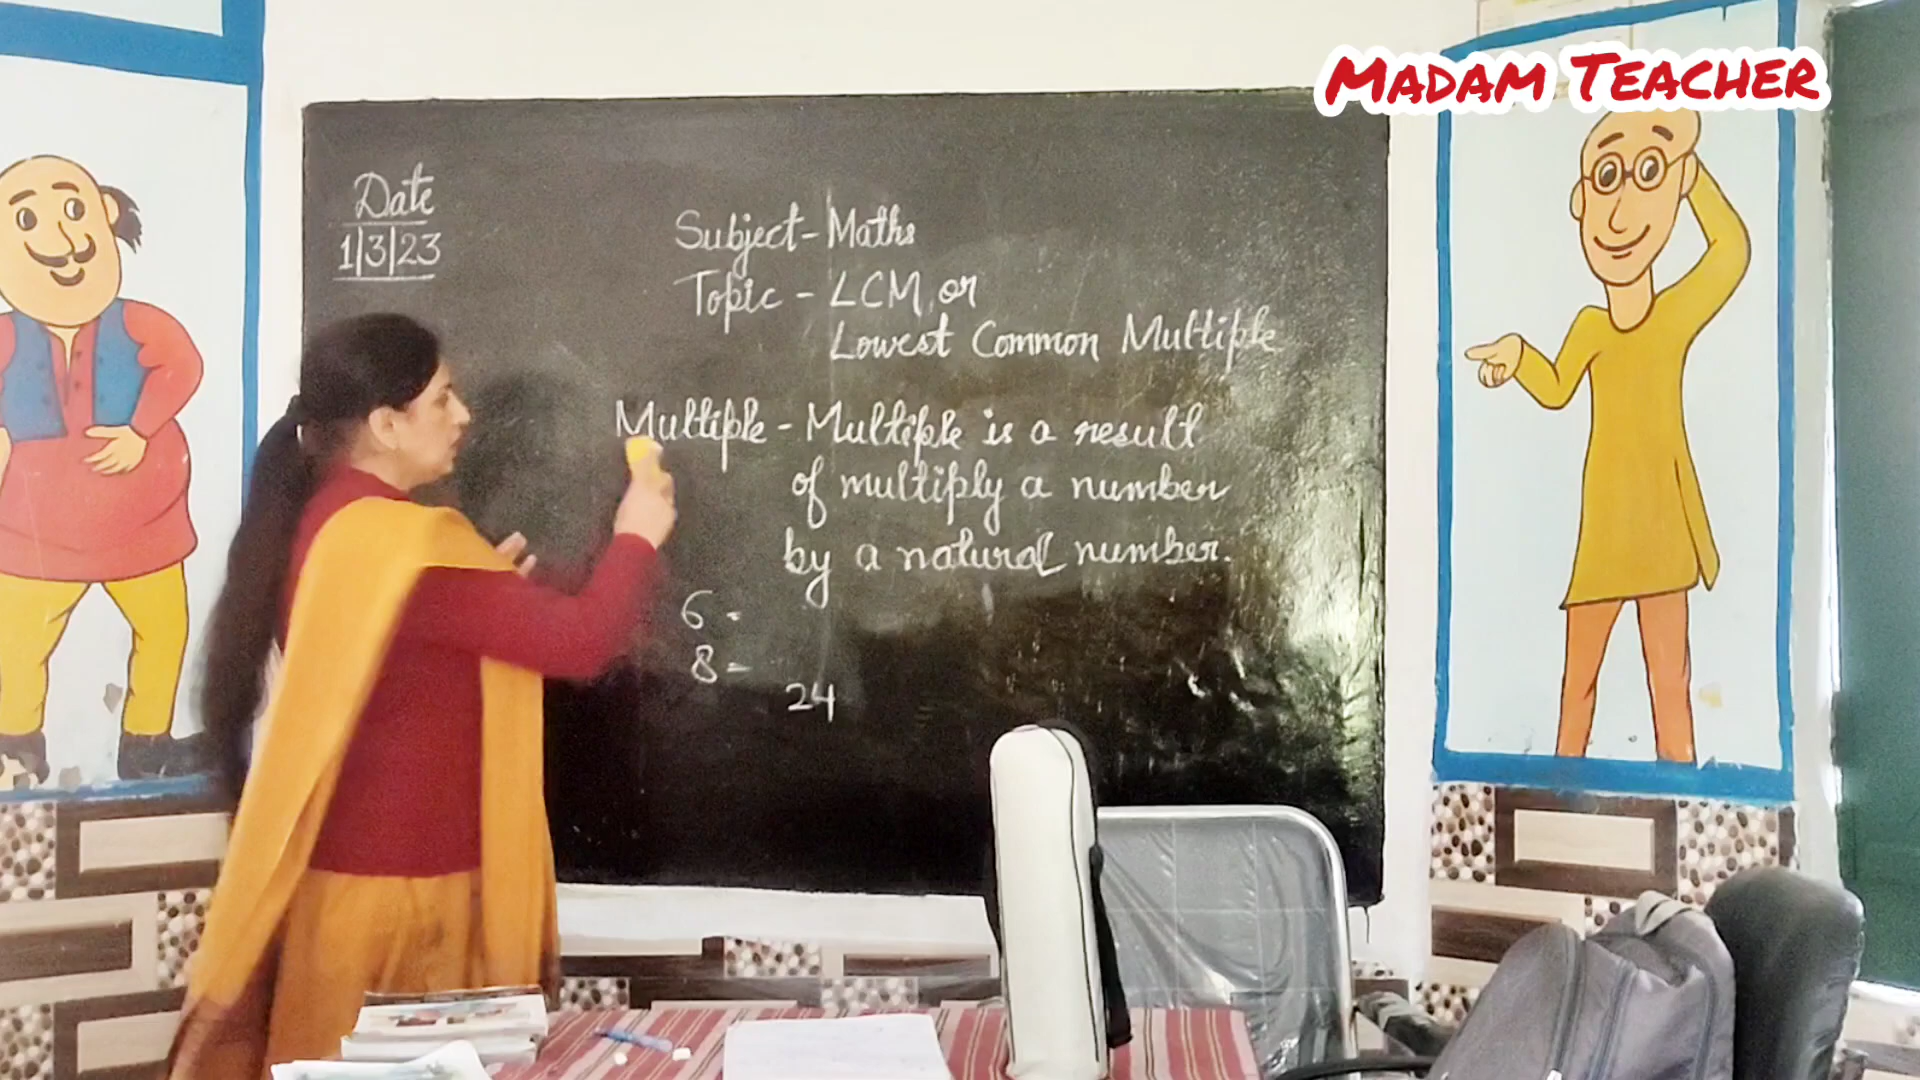 MADAM TEACHER
Date
1|3|23
Subject - Maths
Topic - LCM or
Lowest Common Multiple
Multiple - Multiple is a result
of multiply a number
by a natural number.
6 =
8 =
24